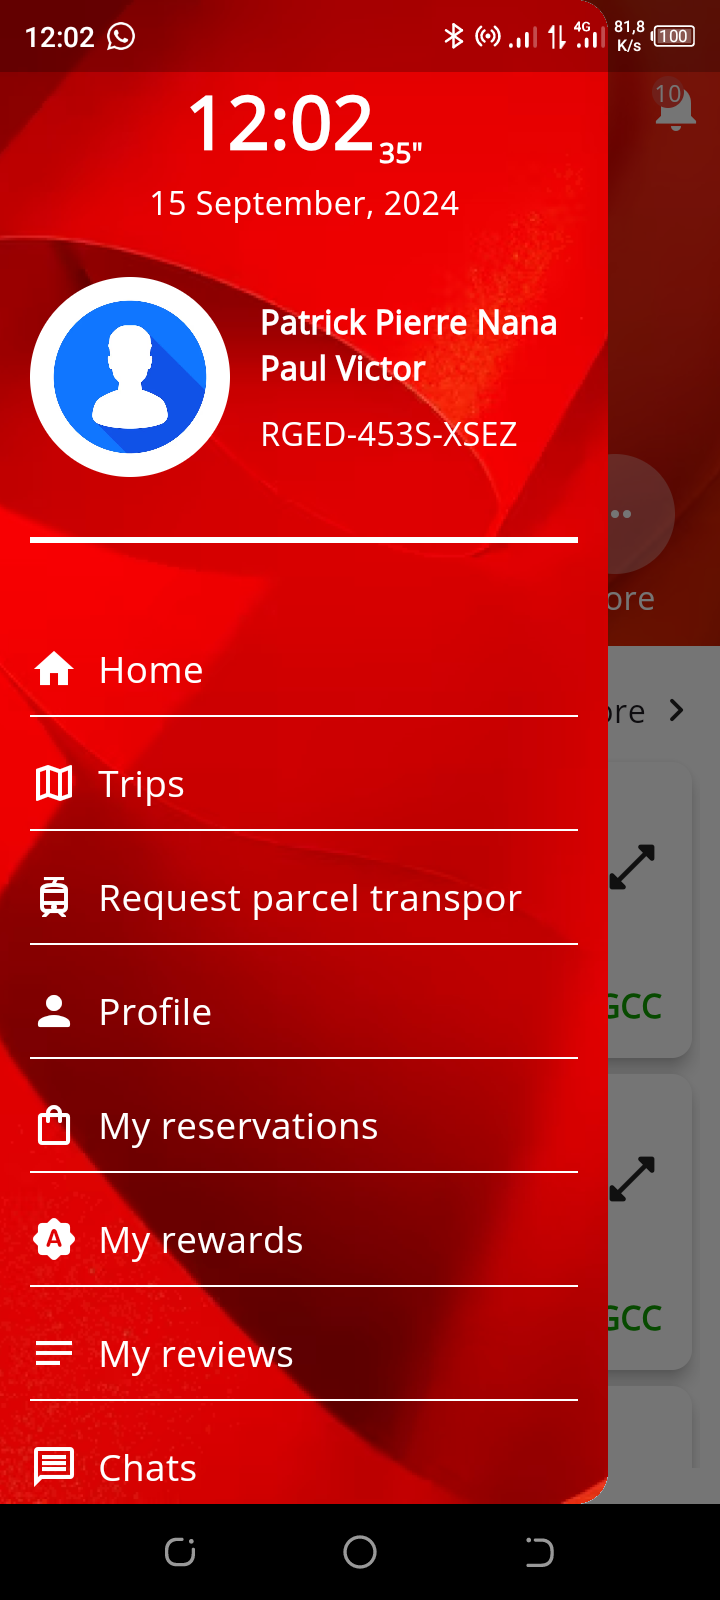 12:02
4G
81,8
K/s
100
12:02 35"
10
15 September, 2024
Patrick Pierre Nana
Paul Victor
RGED-453S-XSEZ
ore
Home
ore
Trips
Request parcel transpor
Profile
GCC
My reservations
My rewards
GCC
My reviews
Chats